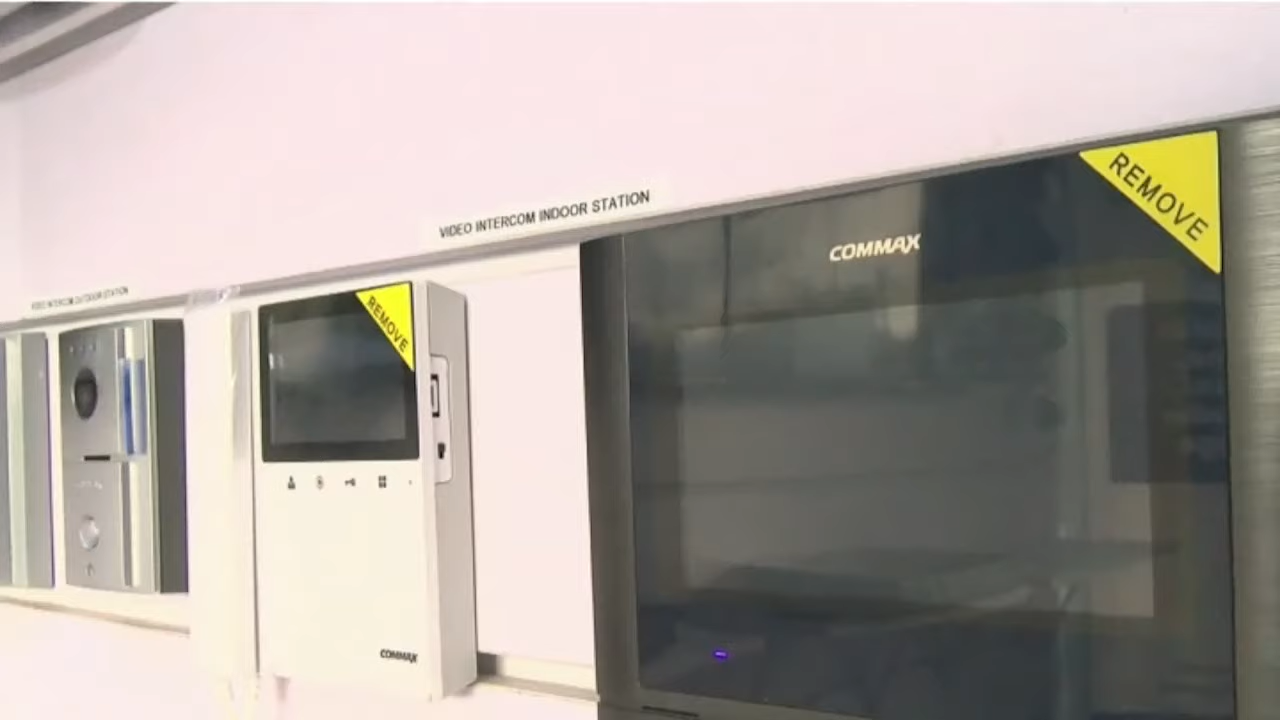 VIDEO INTERCOM OUTDOOR STATION
VIDEO INTERCOM INDOOR STATION
REMOVE
COMMAX
COMMAX
REMOVE